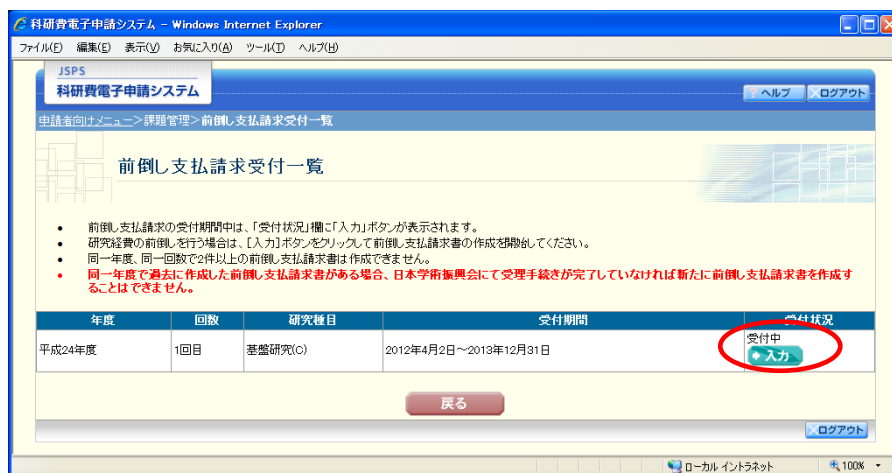 科研費電子申請システム - Windows Internet Explorer
ファイル(F) 編集(E) 表示(V) お気に入り(A) ツール(T) ヘルプ(H)
JSPS
科研費電子申請システム
ヘルプ ログアウト
申請者向けメニュー>課題管理>前倒し支払請求受付一覧
前倒し支払請求受付一覧
• 前倒し支払請求の受付期間中は、「受付状況」欄に「入力」ボタンが表示されます。
• 研究経費の前倒しを行う場合は、[入力]ボタンをクリックして前倒し支払請求書の作成を開始してください。
• 同一年度、同一回数で2件以上の前倒し支払請求書は作成できません。
• 同一年度で過去に作成した前倒し支払請求書がある場合、日本学術振興会にて受理手続きが完了していなければ新たに前倒し支払請求書を作成す
ることはできません。
年度 回数 研究種目 受付期間 受付状況
平成24年度 1回目 基盤研究(C) 2012年4月2日～2013年12月31日 受付中
入力
戻る
ログアウト
ローカル イントラネット 100%